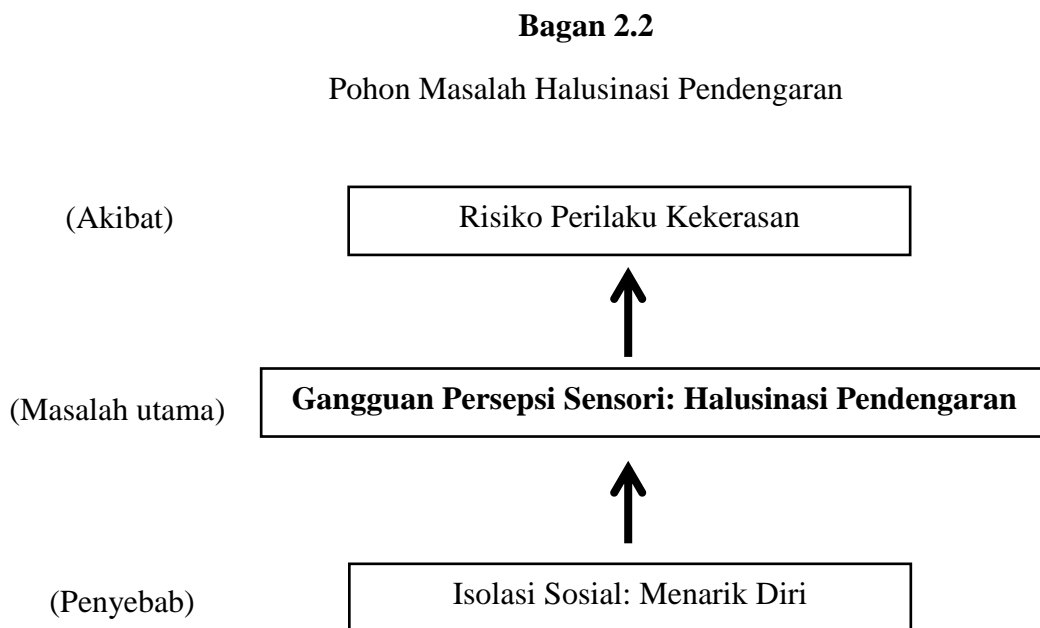 Bagan 2.2
Pohon Masalah Halusinasi Pendengaran
(Akibat) Risiko Perilaku Kekerasan
(Masalah utama) Gangguan Persepsi Sensori: Halusinasi Pendengaran
(Penyebab) Isolasi Sosial: Menarik Diri